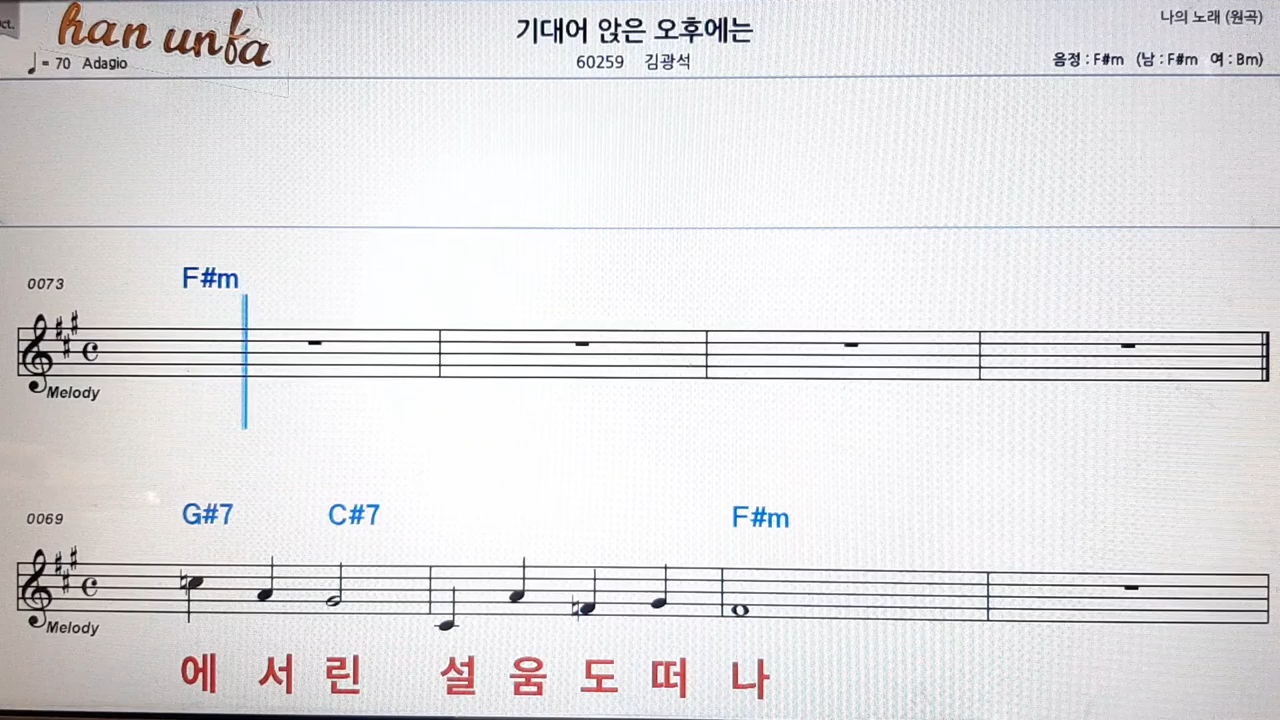 ct.
han unfa
♩ = 70 Adagio
기대어 앉은 오후에는
60259 김광석
나의 노래 (원곡)
음정 : F#m (남 : F#m 여 : Bm)
0073 F#m
Melody
0069 G#7 C#7 F#m
Melody
에 서 린 설 움 도 떠 나